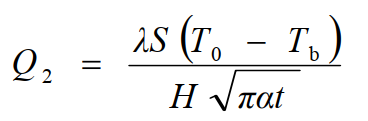 Q₂ = λS (T₀ − T_b) / H √παt